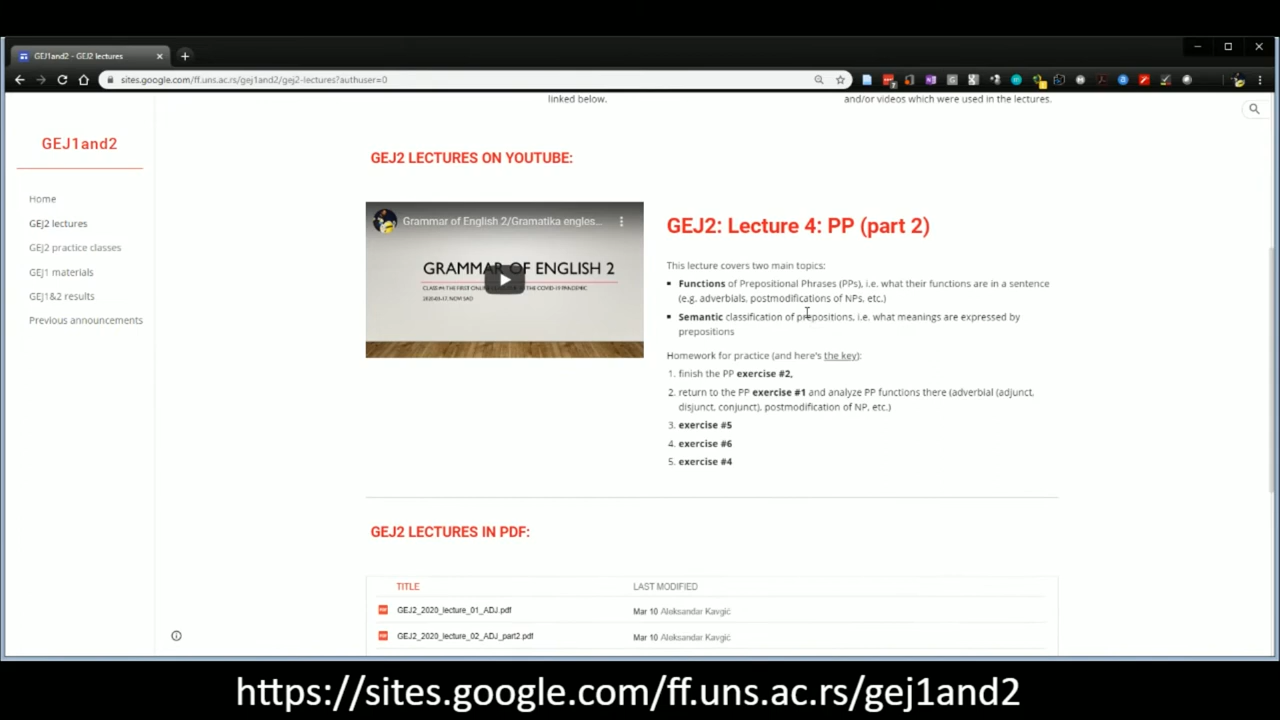 GEJ1and2 - GEJ2 lectures
sites.google.com/ff.uns.ac.rs/gej1and2/gej2-lectures?authuser=0
linked below.
and/or videos which were used in the lectures.
GEJ1and2
Home
GEJ2 lectures
GEJ2 practice classes
GEJ1 materials
GEJ1&2 results
Previous announcements
GEJ2 LECTURES ON YOUTUBE:
Grammar of English 2/Gramatika engles...
GRAMMAR OF ENGLISH 2
GEJ2: Lecture 4: PP (part 2)
This lecture covers two main topics:
▪ Functions of Prepositional Phrases (PPs), i.e. what their functions are in a sentence
(e.g. adverbials, postmodifications of NPs, etc.)
▪ Semantic classification of prepositions, i.e. what meanings are expressed by
prepositions
Homework for practice (and here's the key):
1. finish the PP exercise #2,
2. return to the PP exercise #1 and analyze PP functions there (adverbial (adjunct,
disjunct, conjunct), postmodification of NP, etc.)
3. exercise #5
4. exercise #6
5. exercise #4
GEJ2 LECTURES IN PDF:
TITLE LAST MODIFIED
GEJ2_2020_lecture_01_ADJ.pdf Mar 10 Aleksandar Kavgić
GEJ2_2020_lecture_02_ADJ_part2.pdf Mar 10 Aleksandar Kavgić
https://sites.google.com/ff.uns.ac.rs/gej1and2